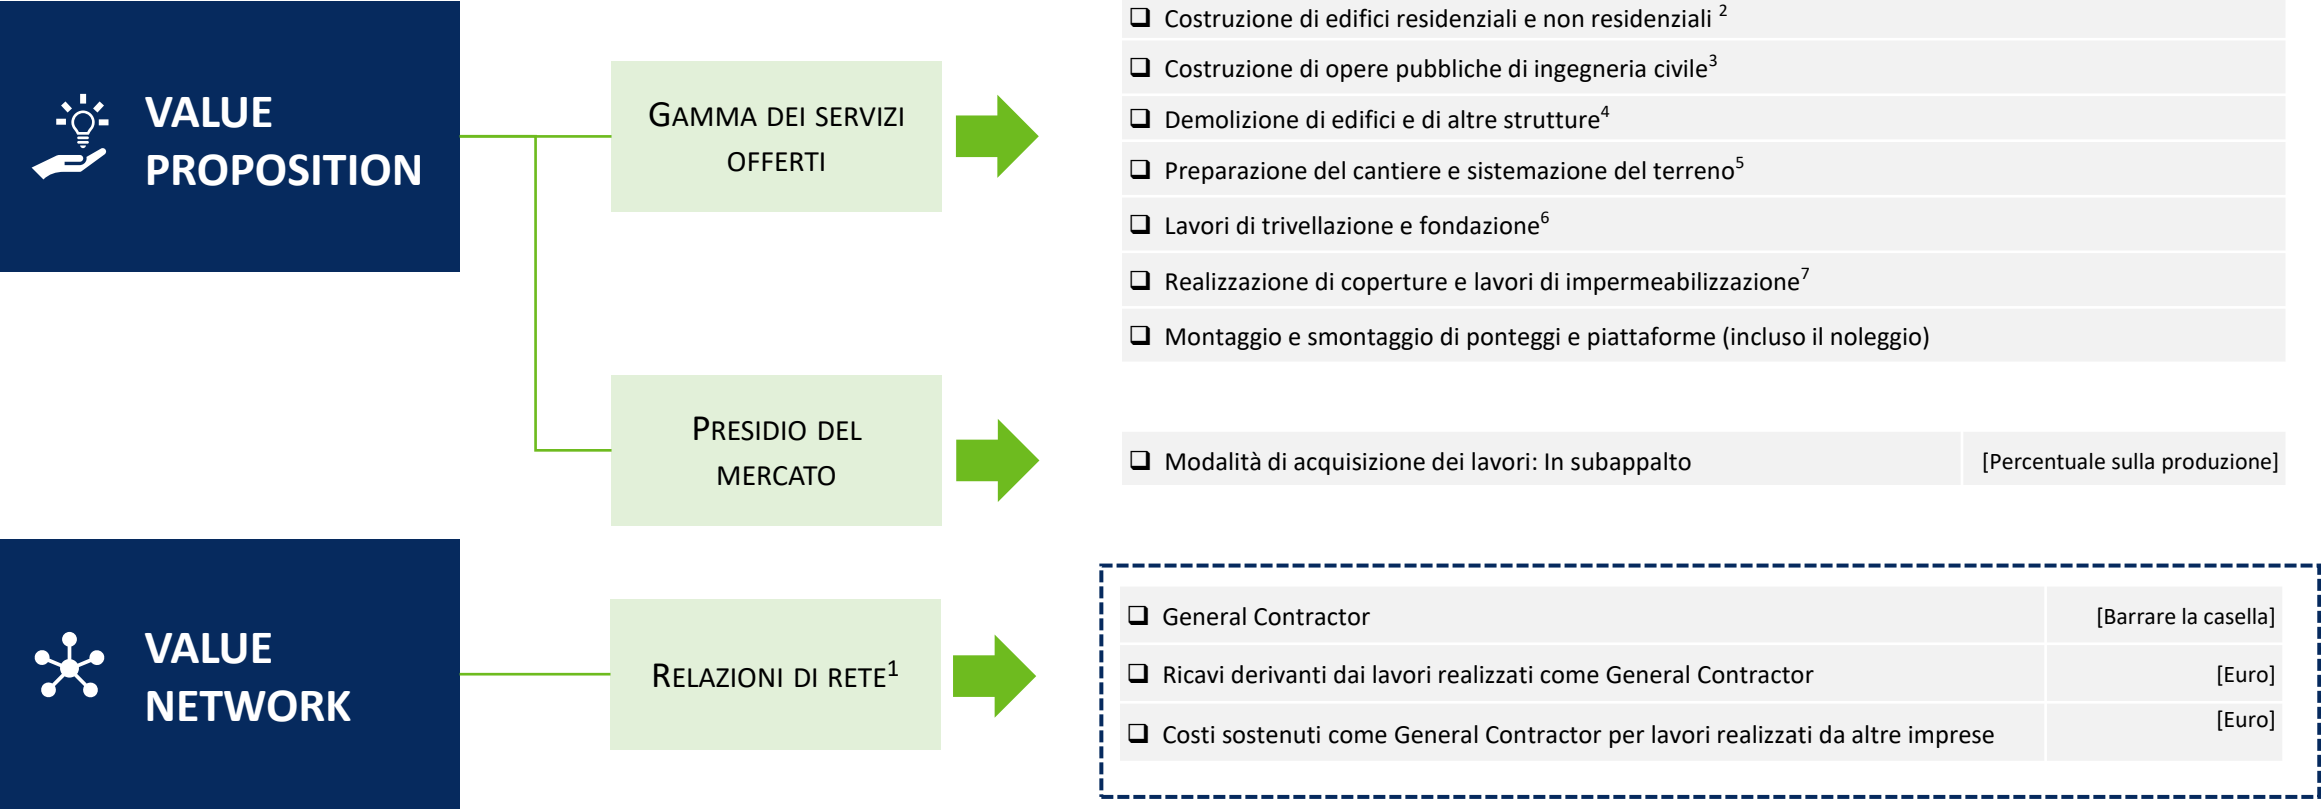 VALUE
PROPOSITION
GAMMA DEI SERVIZI
OFFERTI
❑ Costruzione di edifici residenziali e non residenziali ²
❑ Costruzione di opere pubbliche di ingegneria civile³
❑ Demolizione di edifici e di altre strutture⁴
❑ Preparazione del cantiere e sistemazione del terreno⁵
❑ Lavori di trivellazione e fondazione⁶
❑ Realizzazione di coperture e lavori di impermeabilizzazione⁷
❑ Montaggio e smontaggio di ponteggi e piattaforme (incluso il noleggio)
PRESIDIO DEL
MERCATO
❑ Modalità di acquisizione dei lavori: In subappalto [Percentuale sulla produzione]
VALUE
NETWORK
RELAZIONI DI RETE¹
❑ General Contractor [Barrare la casella]
❑ Ricavi derivanti dai lavori realizzati come General Contractor [Euro]
❑ Costi sostenuti come General Contractor per lavori realizzati da altre imprese [Euro]